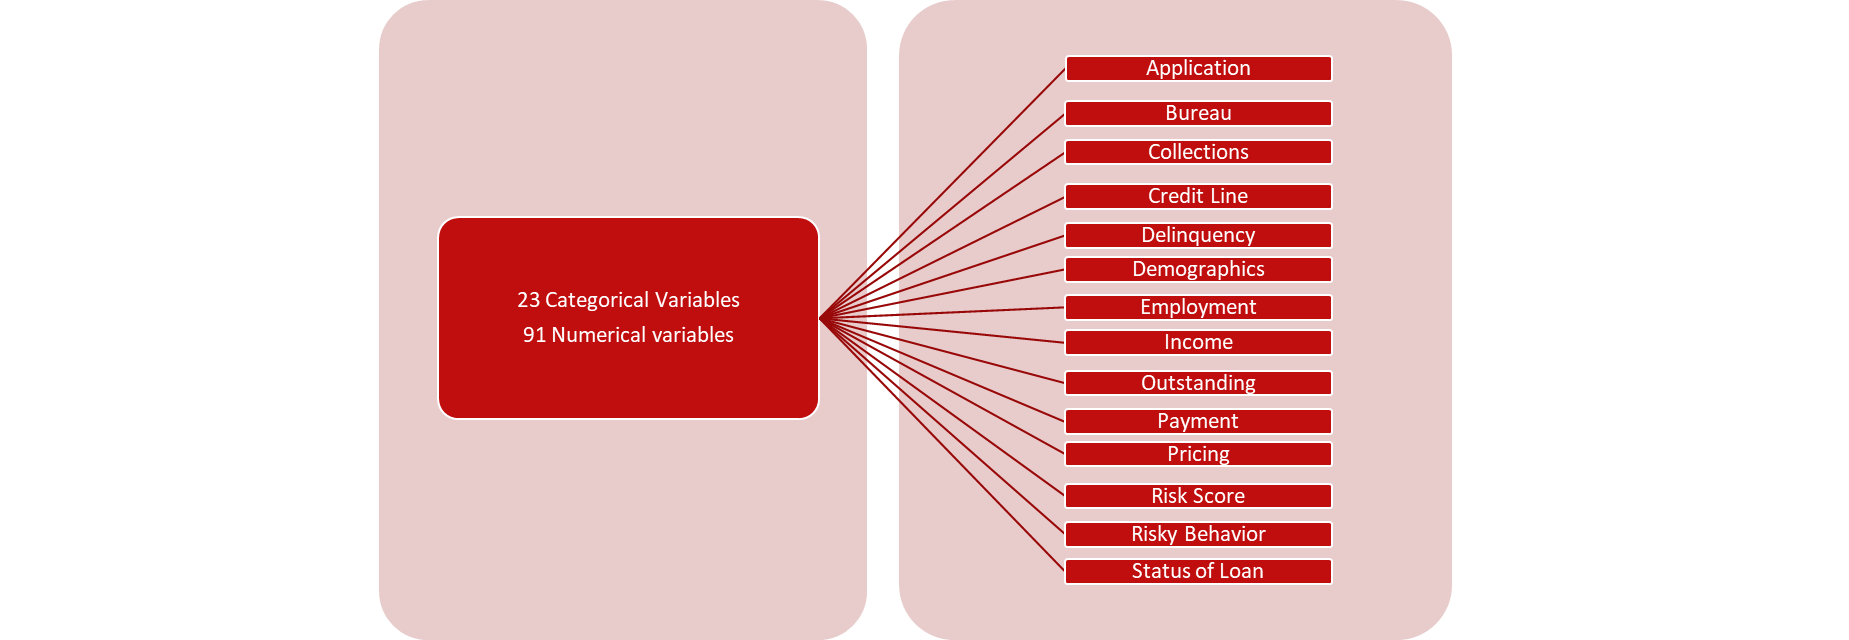 23 Categorical Variables
91 Numerical variables
Application
Bureau
Collections
Credit Line
Delinquency
Demographics
Employment
Income
Outstanding
Payment
Pricing
Risk Score
Risky Behavior
Status of Loan